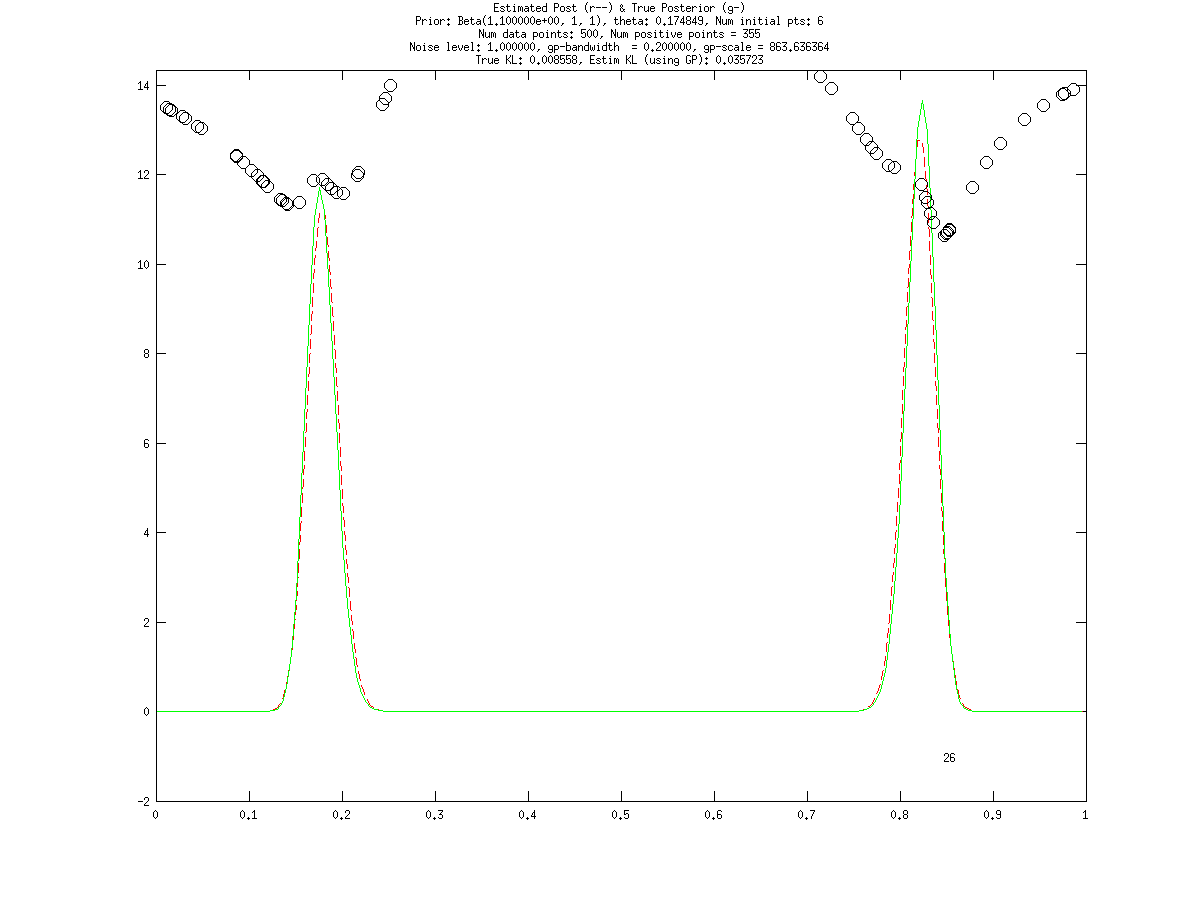 Estimated Post (r--) & True Posterior (g-)
Prior: Beta(1.100000e+00, 1, 1), theta: 0.174849, Num initial pts: 6
Num data points: 500, Num positive points = 355
Noise level: 1.000000, gp-bandwidth  = 0.200000, gp-scale = 863.636364
True KL: 0.008558, Estim KL (using GP): 0.035723
14
12
10
8
6
4
2
0
26
-2
0 0.1 0.2 0.3 0.4 0.5 0.6 0.7 0.8 0.9 1